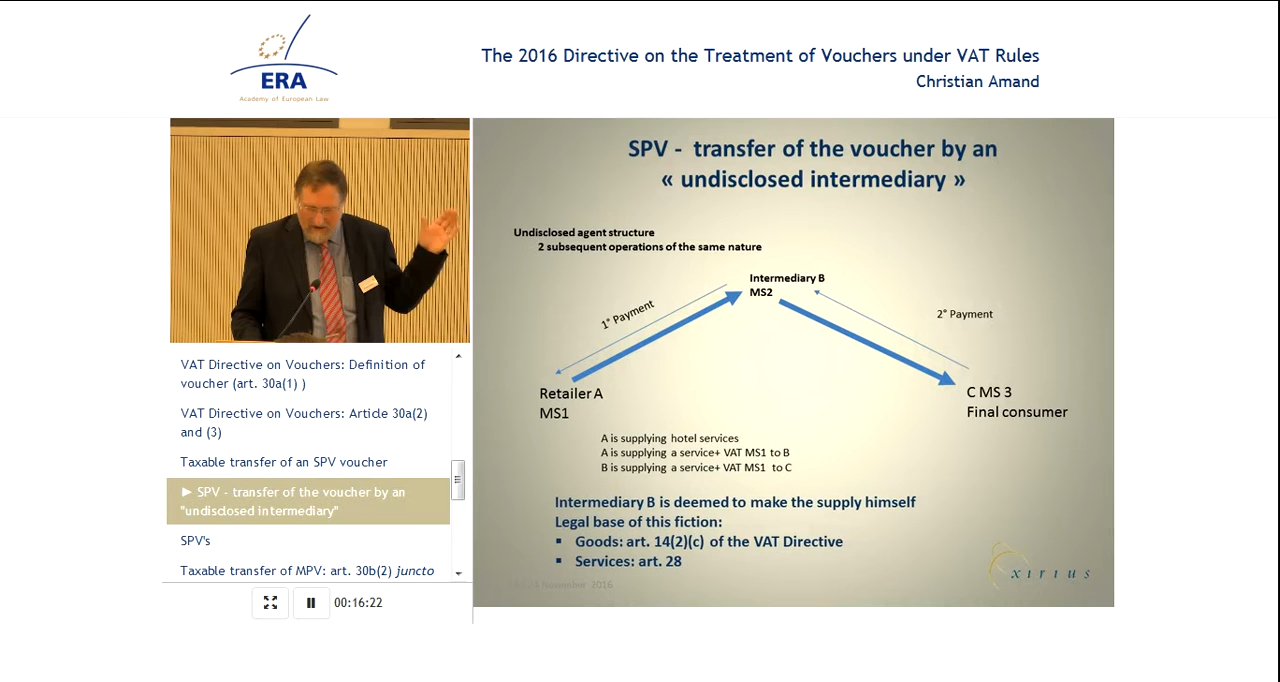 ERA
Academy of European Law
The 2016 Directive on the Treatment of Vouchers under VAT Rules
Christian Amand
VAT Directive on Vouchers: Definition of
voucher (art. 30a(1) )
VAT Directive on Vouchers: Article 30a(2)
and (3)
Taxable transfer of an SPV voucher
► SPV - transfer of the voucher by an
"undisclosed intermediary"
SPV's
Taxable transfer of MPV: art. 30b(2) juncto
00:16:22
SPV - transfer of the voucher by an
« undisclosed intermediary »
Undisclosed agent structure
2 subsequent operations of the same nature
Intermediary B
MS2
1° Payment
2° Payment
Retailer A
MS1
C MS 3
Final consumer
A is supplying hotel services
A is supplying a service+ VAT MS1 to B
B is supplying a service+ VAT MS1 to C
Intermediary B is deemed to make the supply himself
Legal base of this fiction:
▪ Goods: art. 14(2)(c) of the VAT Directive
▪ Services: art. 28
November 2016
xirius